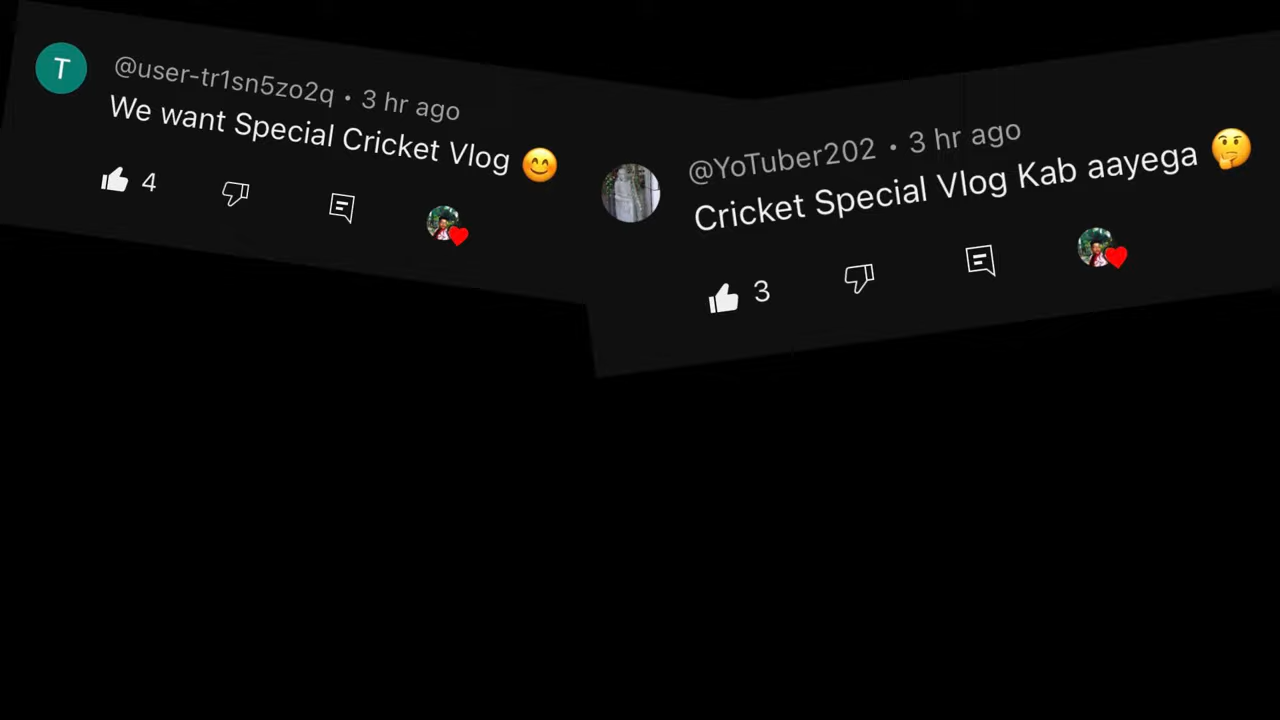 T
@user-tr1sn5zo2q · 3 hr ago
We want Special Cricket Vlog 😊
4
@YoTuber202 · 3 hr ago
Cricket Special Vlog Kab aayega 🤔
3